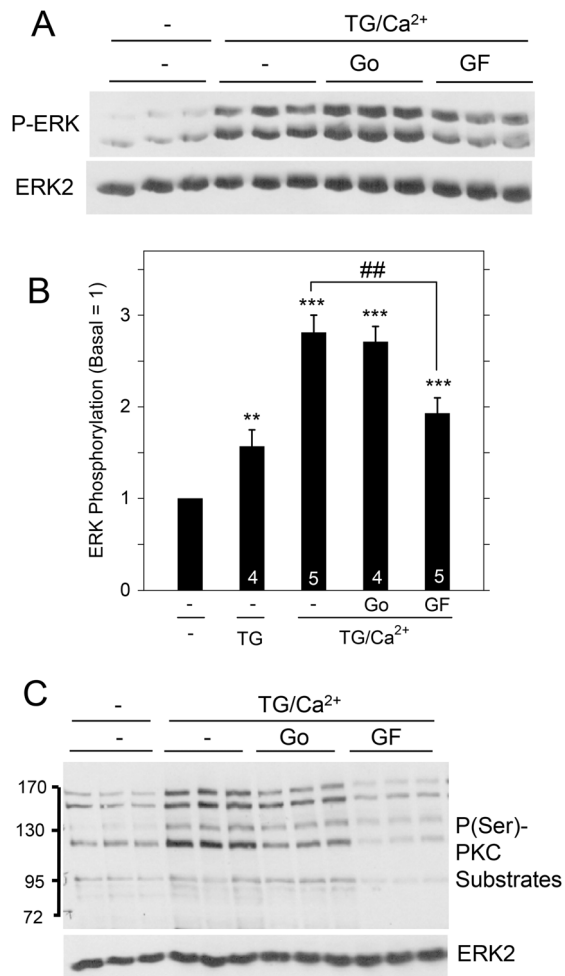 A
- TG/Ca²⁺
- - Go GF
P-ERK
ERK2
B
ERK Phosphorylation (Basal = 1)
3
2
1
0
##
***
***
***
**
4 5 4 5
- - - Go GF
- TG TG/Ca²⁺
C
- TG/Ca²⁺
- - Go GF
170
130
95
72
P(Ser)-
PKC
Substrates
ERK2